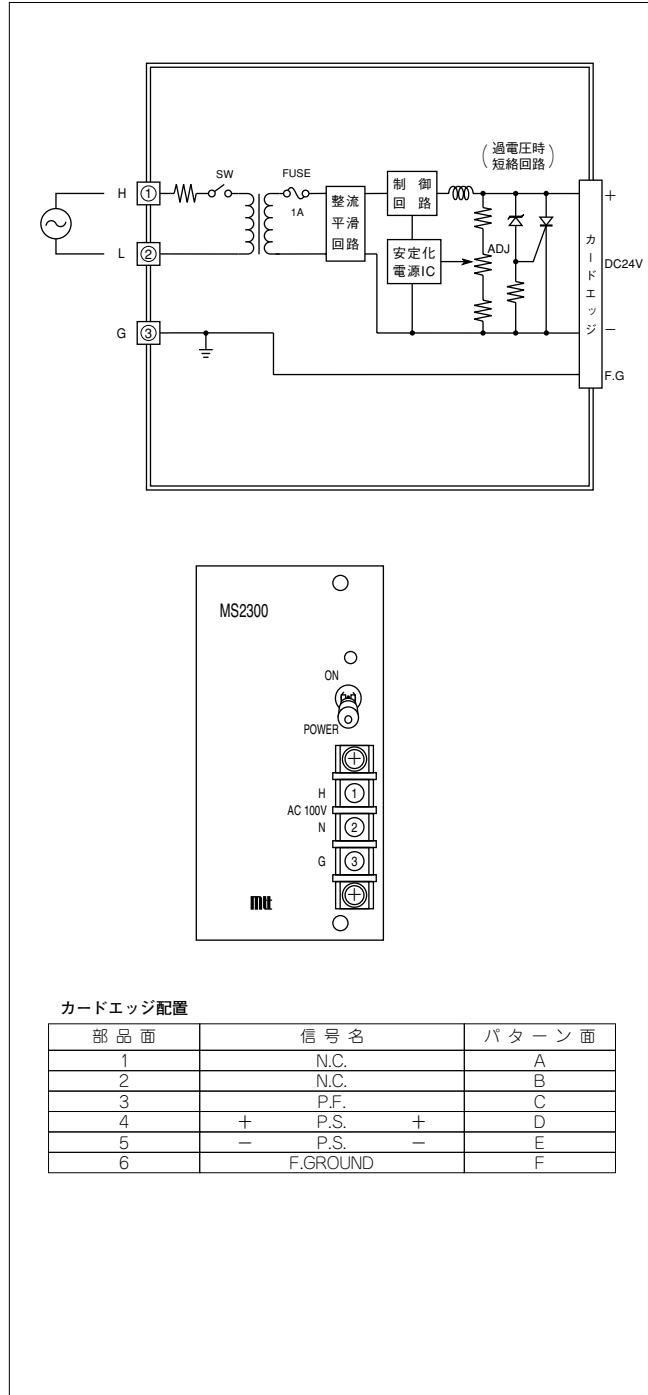 (過電圧時
短絡回路)
SW
FUSE
H ①
1A
整流
平滑
回路
制御
回路
+
安定化
電源IC
ADJ
カードエッジ
DC24V
L ②
G ③
−
F.G
MS2300
ON
POWER
H ①
AC 100V
N ②
G ③
mtt
カードエッジ配置
部品面 信号名 パターン面
1 N.C. A
2 N.C. B
3 P.F. C
4 + P.S. + D
5 − P.S. − E
6 F.GROUND F